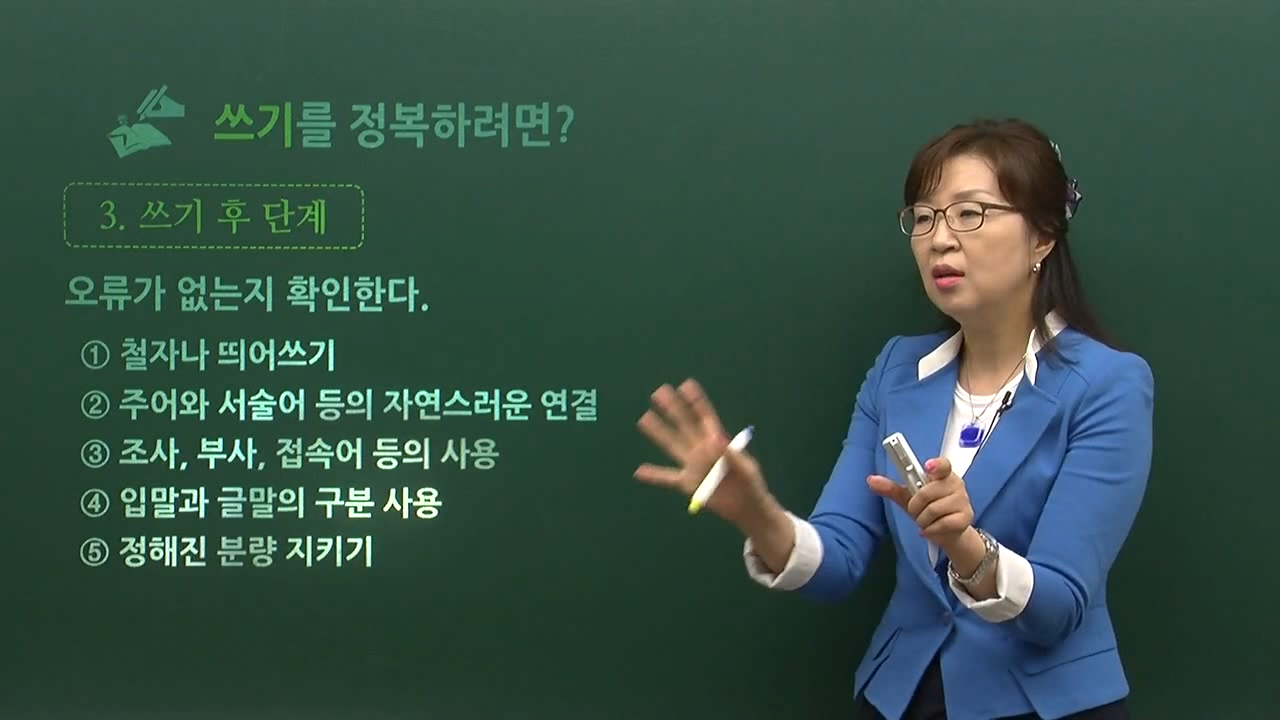 쓰기를 정복하려면?
3. 쓰기 후 단계
오류가 없는지 확인한다.
① 철자나 띄어쓰기
② 주어와 서술어 등의 자연스러운 연결
③ 조사, 부사, 접속어 등의 사용
④ 입말과 글말의 구분 사용
⑤ 정해진 분량 지키기